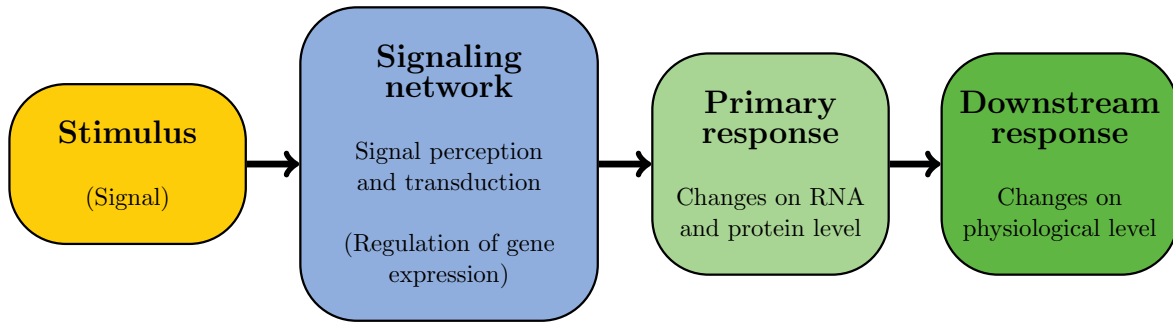 Stimulus
(Signal)
Signaling
network
Signal perception
and transduction
(Regulation of gene
expression)
Primary
response
Changes on RNA
and protein level
Downstream
response
Changes on
physiological level